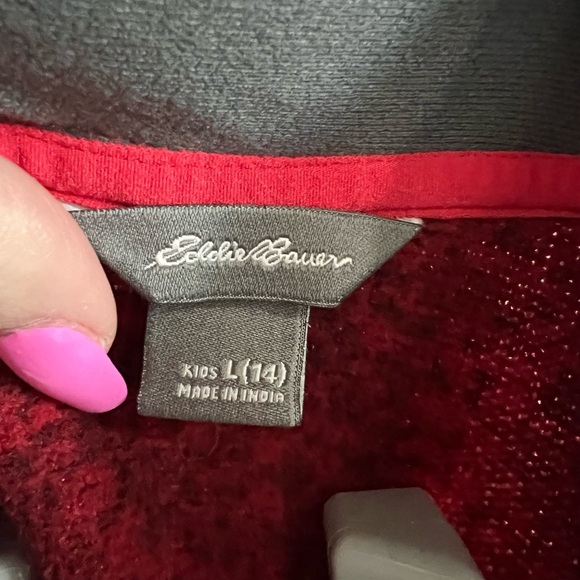 Eddie Bauer
KIDS L (14)
MADE IN INDIA